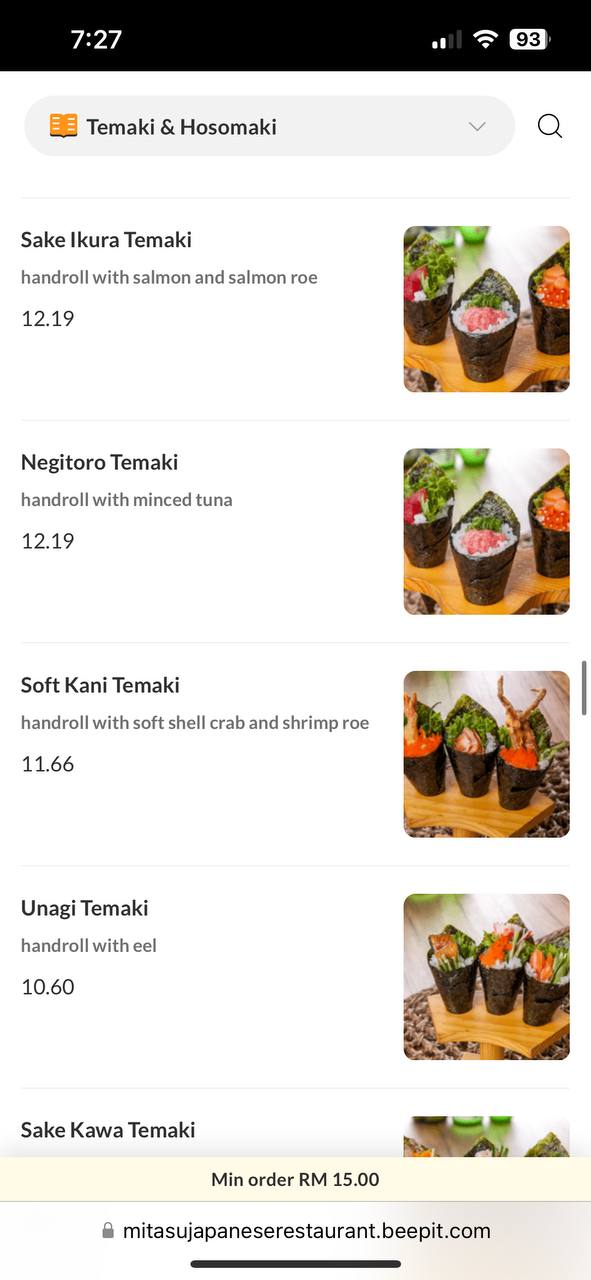 7:27
93
Temaki & Hosomaki
Sake Ikura Temaki
handroll with salmon and salmon roe
12.19
Negitoro Temaki
handroll with minced tuna
12.19
Soft Kani Temaki
handroll with soft shell crab and shrimp roe
11.66
Unagi Temaki
handroll with eel
10.60
Sake Kawa Temaki
Min order RM 15.00
mitasujapaneserestaurant.beepit.com